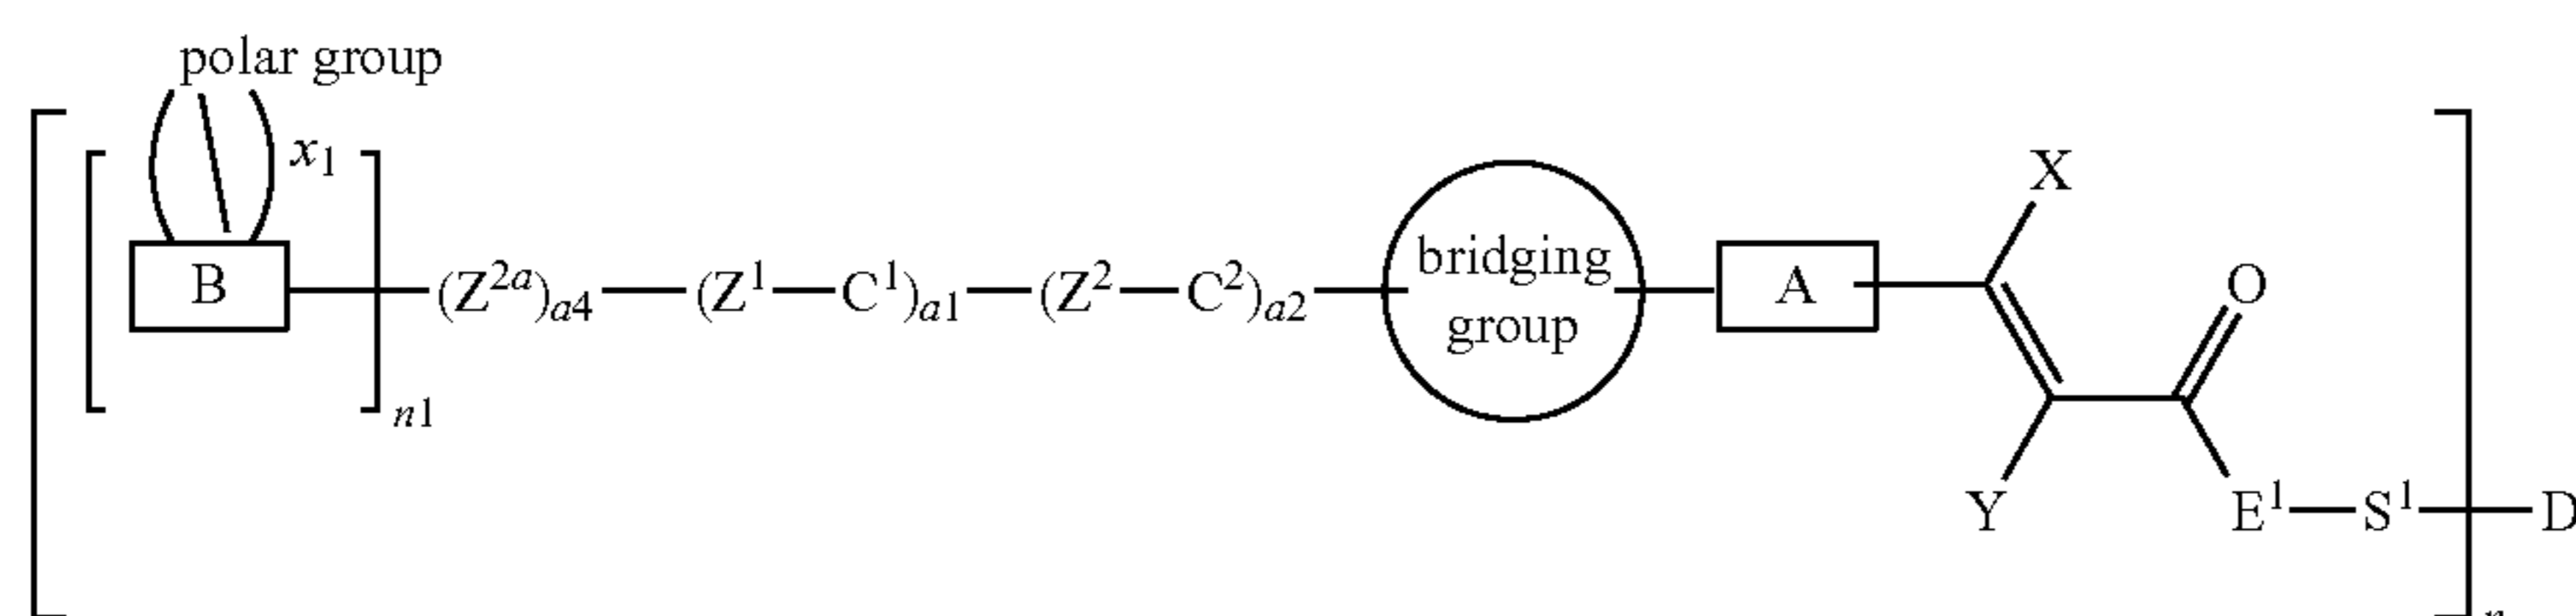 polar group
x1
B
n1
(Z2a)a4—(Z1—C1)a1—(Z2—C2)a2
bridging
group
A
X
O
Y
E1—S1
D
n